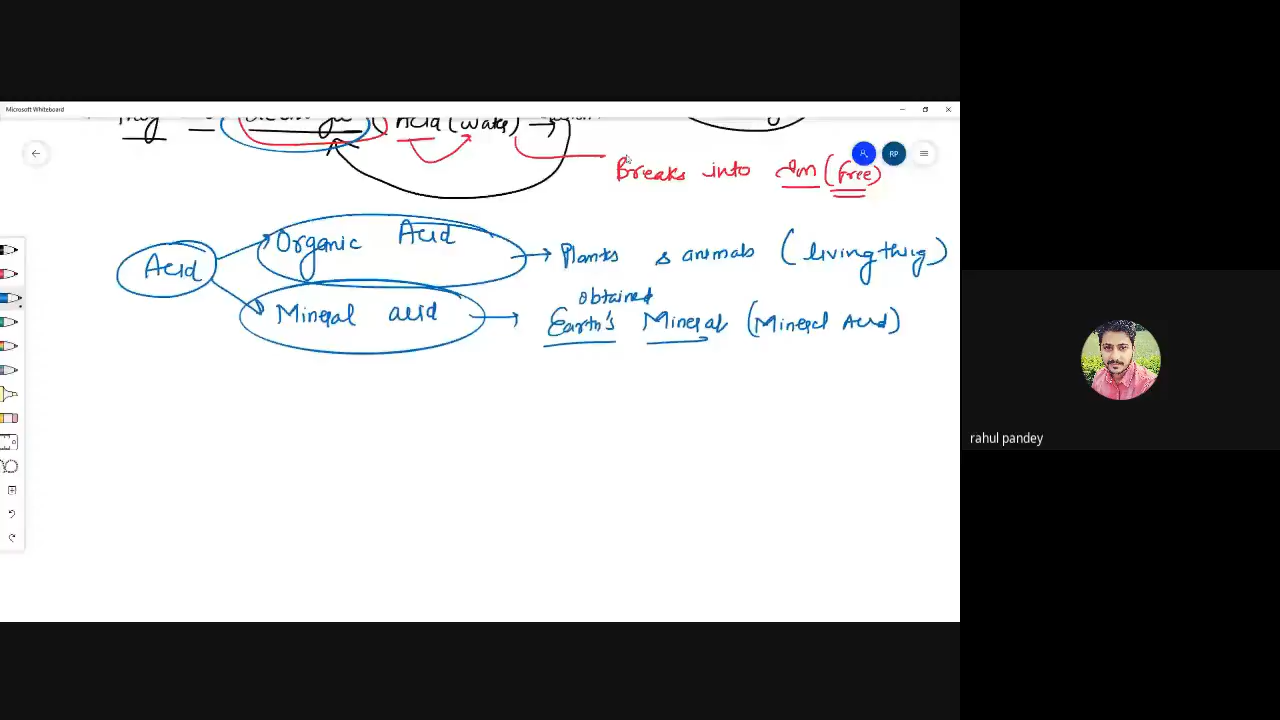 Microsoft Whiteboard
Acid (Water) →
Breaks into Ion (free)
RP
Acid
Organic Acid → Plants & animals (living thing)
Mineral acid → obtained Earth's Mineral (Mineral Acid)
rahul pandey